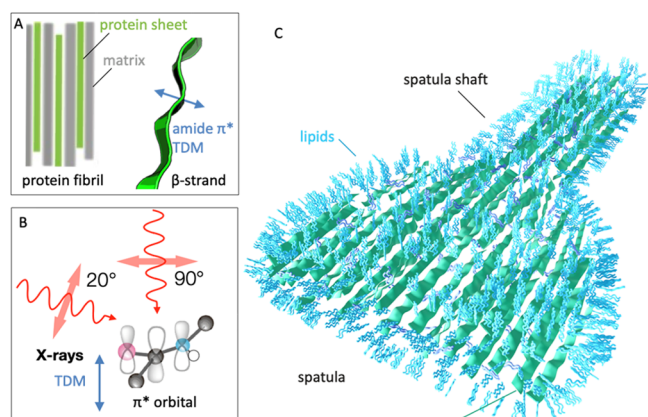 A
protein sheet
matrix
amide π*
TDM
protein fibril
β-strand
B
20°
90°
X-rays
TDM
π* orbital
C
spatula shaft
lipids
spatula